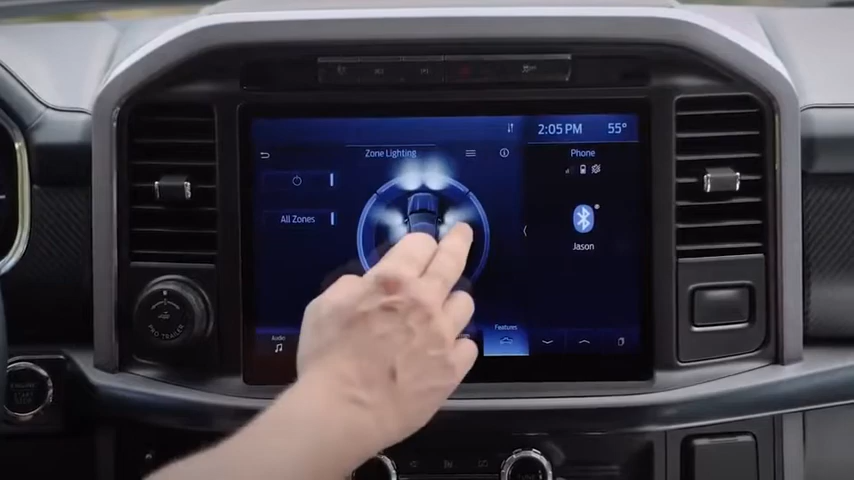 2:05 PM 55°
Zone Lighting
Phone
All Zones
Jason
PRO TRAILER
Audio
Features